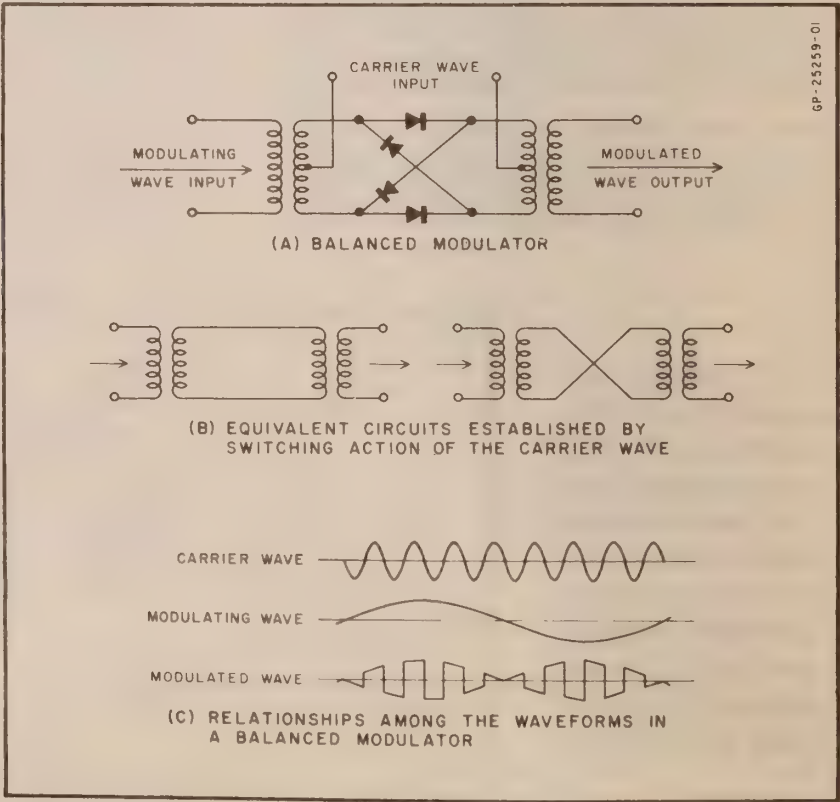 GP-25259-01
CARRIER WAVE
INPUT
MODULATING
WAVE INPUT
MODULATED
WAVE OUTPUT
(A) BALANCED MODULATOR
(B) EQUIVALENT CIRCUITS ESTABLISHED BY
SWITCHING ACTION OF THE CARRIER WAVE
CARRIER WAVE
MODULATING WAVE
MODULATED WAVE
(C) RELATIONSHIPS AMONG THE WAVEFORMS IN
A BALANCED MODULATOR